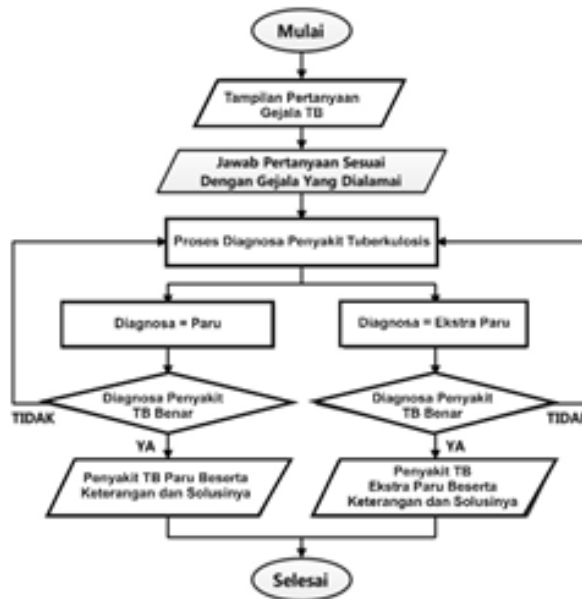 Mulai
Tampilan Pertanyaan
Gejala TB
Jawab Pertanyaan Sesuai
Dengan Gejala Yang Dialamai
Proses Diagnosa Penyakit Tuberkulosis
Diagnosa = Paru
Diagnosa = Ekstra Paru
Diagnosa Penyakit
TB Benar
Diagnosa Penyakit
TB Benar
TIDAK
TIDAK
YA
YA
Penyakit TB Paru Beserta
Keterangan dan Solusinya
Penyakit TB
Ekstra Paru Beserta
Keterangan dan Solusinya
Selesai